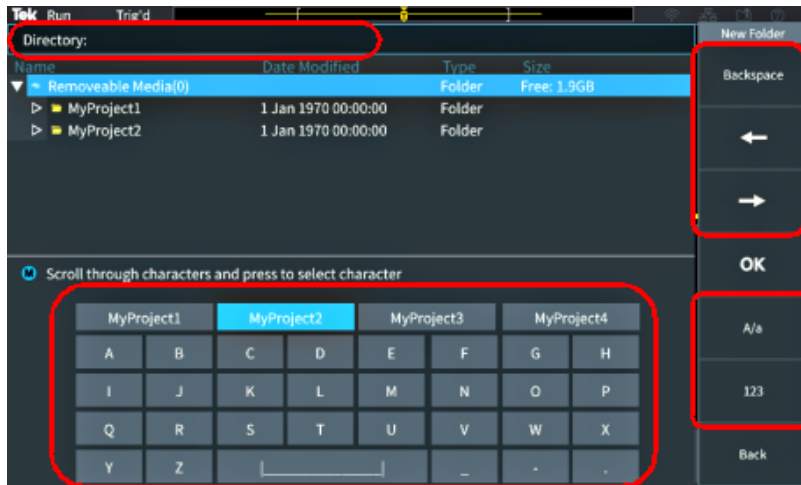 Tek Run Trig'd
Directory:
Name Date Modified Type Size
Removeable Media(0) Folder Free: 1.9GB
MyProject1 1 Jan 1970 00:00:00 Folder
MyProject2 1 Jan 1970 00:00:00 Folder
M Scroll through characters and press to select character
MyProject1 MyProject2 MyProject3 MyProject4
A B C D E F G H
I J K L M N O P
Q R S T U V W X
Y Z _ - .
New Folder
Backspace
←
→
OK
A/a
123
Back